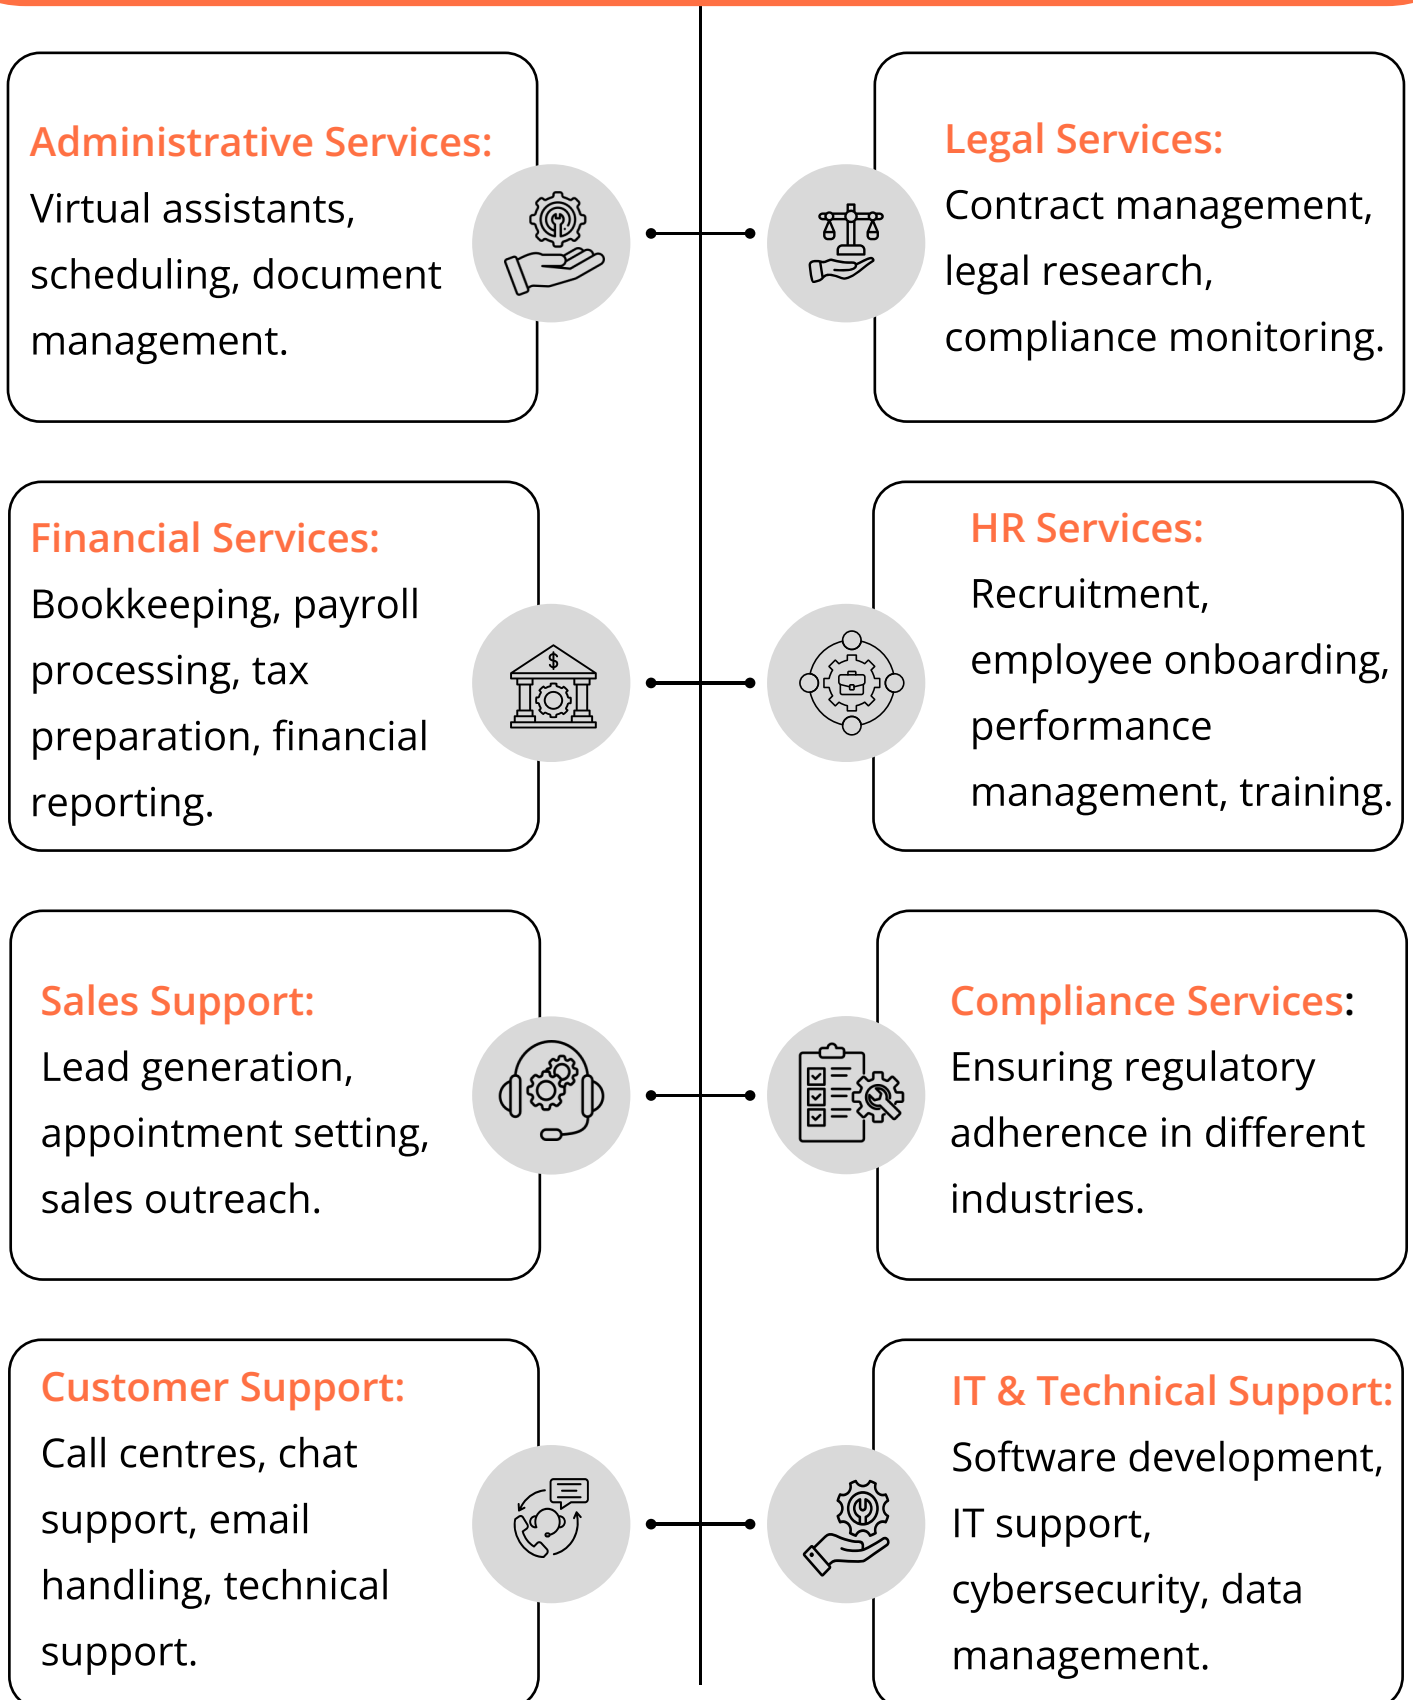 Administrative Services:
Virtual assistants,
scheduling, document
management.
Legal Services:
Contract management,
legal research,
compliance monitoring.
Financial Services:
Bookkeeping, payroll
processing, tax
preparation, financial
reporting.
$
HR Services:
Recruitment,
employee onboarding,
performance
management, training.
Sales Support:
Lead generation,
appointment setting,
sales outreach.
Compliance Services:
Ensuring regulatory
adherence in different
industries.
Customer Support:
Call centres, chat
support, email
handling, technical
support.
IT & Technical Support:
Software development,
IT support,
cybersecurity, data
management.